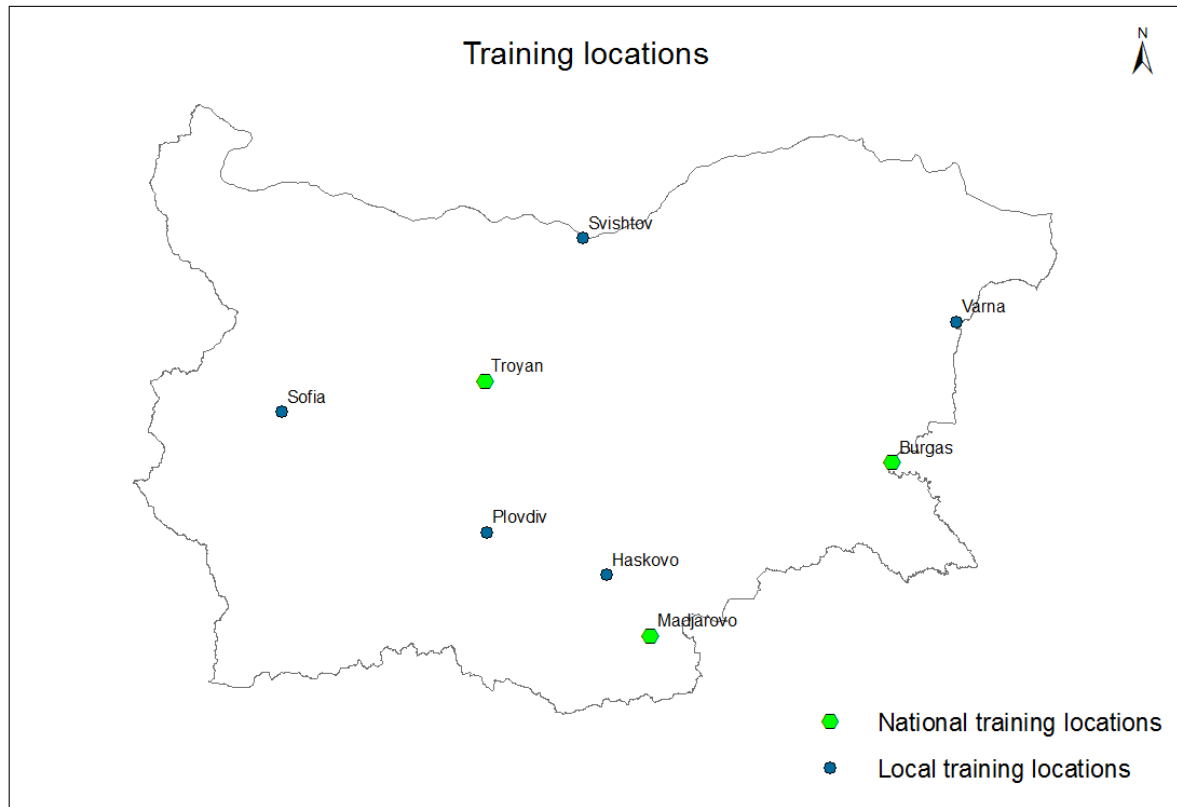 Training locations
N
Svishtov
Varna
Troyan
Sofia
Burgas
Plovdiv
Haskovo
Madjarovo
National training locations
Local training locations